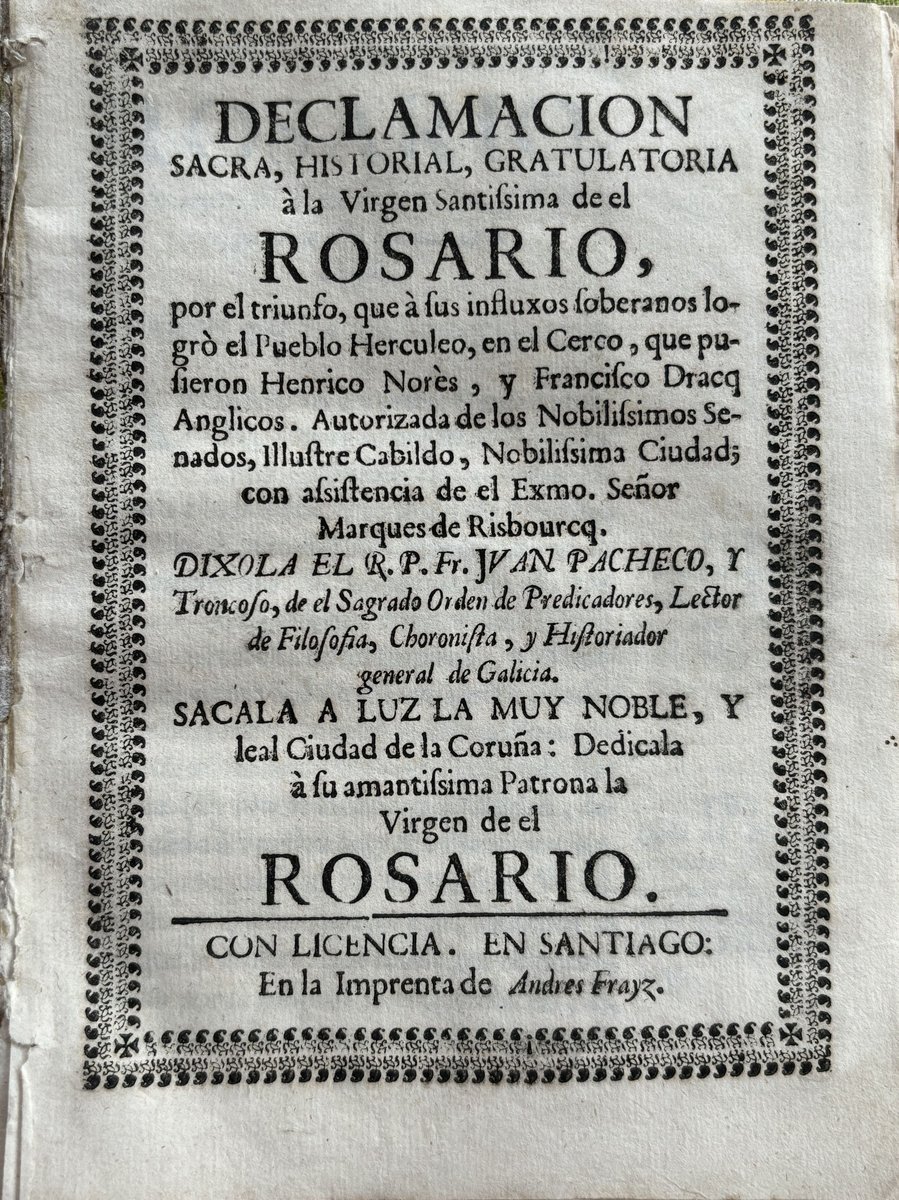 DECLAMACION
SACRA, HISTORIAL, GRATULATORIA
à la Virgen Santiſsima de el
ROSARIO,
por el triunfo, que à ſus influxos ſoberanos lo-
grò el Pueblo Herculeo, en el Cerco, que pu-
ſieron Henrico Norès, y Franciſco Dracq
Anglicos. Autorizada de los Nobiliſsimos Se-
nados, Illuſtre Cabildo, Nobiliſsima Ciudad;
con aſsiſtencia de el Exmo. Señor
Marques de Risbourcq.
DIXOLA EL R. P. Fr. JVAN PACHECO, Y
Troncoſo, de el Sagrado Orden de Predicadores, Lector
de Filoſofia, Choroniſta, y Hiſtoriador
general de Galicia.
SACALA A LUZ LA MUY NOBLE, Y
leal Ciudad de la Coruña: Dedicala
à ſu amantiſsima Patrona la
Virgen de el
ROSARIO.
CON LICENCIA. EN SANTIAGO:
En la Imprenta de Andres Frayz.